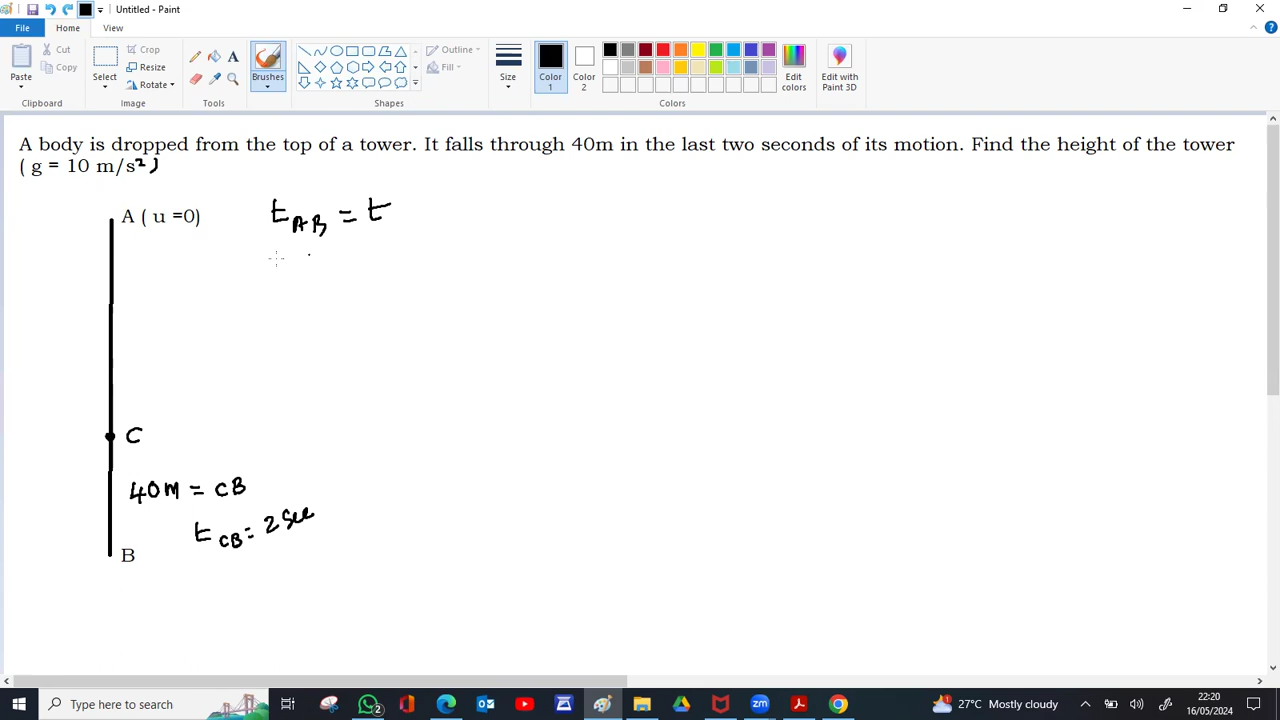 Untitled - Paint
File Home View
Cut
Copy
Paste
Clipboard
Crop
Resize
Rotate
Select
Image
Tools
Brushes
Outline
Fill
Shapes
Size
Color 1
Color 2
Edit colors
Colors
Edit with Paint 3D
A body is dropped from the top of a tower. It falls through 40m in the last two seconds of its motion. Find the height of the tower
( g = 10 m/s²)
A ( u =0)
t_AB = t
C
40m = CB
t_CB = 2 sec
B
Type here to search
2
27°C Mostly cloudy
22:20
16/05/2024